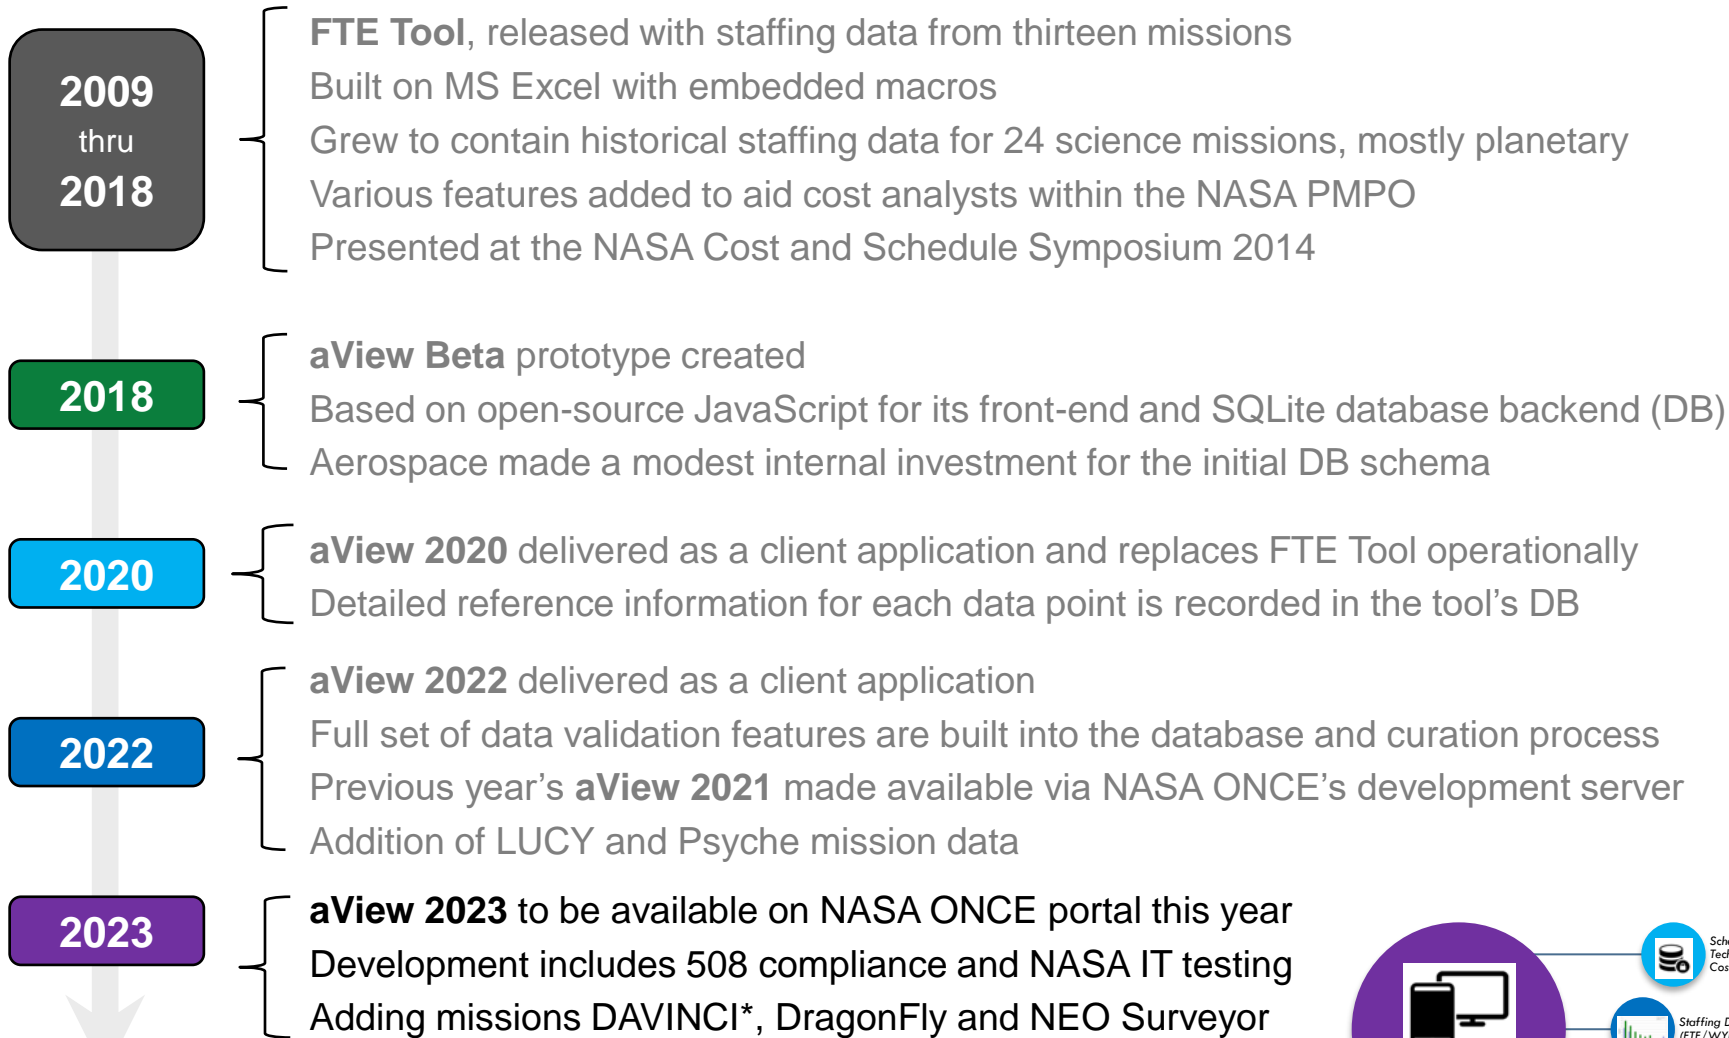 2009
thru
2018
FTE Tool, released with staffing data from thirteen missions
Built on MS Excel with embedded macros
Grew to contain historical staffing data for 24 science missions, mostly planetary
Various features added to aid cost analysts within the NASA PMPO
Presented at the NASA Cost and Schedule Symposium 2014
2018
aView Beta prototype created
Based on open-source JavaScript for its front-end and SQLite database backend (DB)
Aerospace made a modest internal investment for the initial DB schema
2020
aView 2020 delivered as a client application and replaces FTE Tool operationally
Detailed reference information for each data point is recorded in the tool’s DB
2022
aView 2022 delivered as a client application
Full set of data validation features are built into the database and curation process
Previous year’s aView 2021 made available via NASA ONCE’s development server
Addition of LUCY and Psyche mission data
2023
aView 2023 to be available on NASA ONCE portal this year
Development includes 508 compliance and NASA IT testing
Adding missions DAVINCI*, DragonFly and NEO Surveyor
Staffing